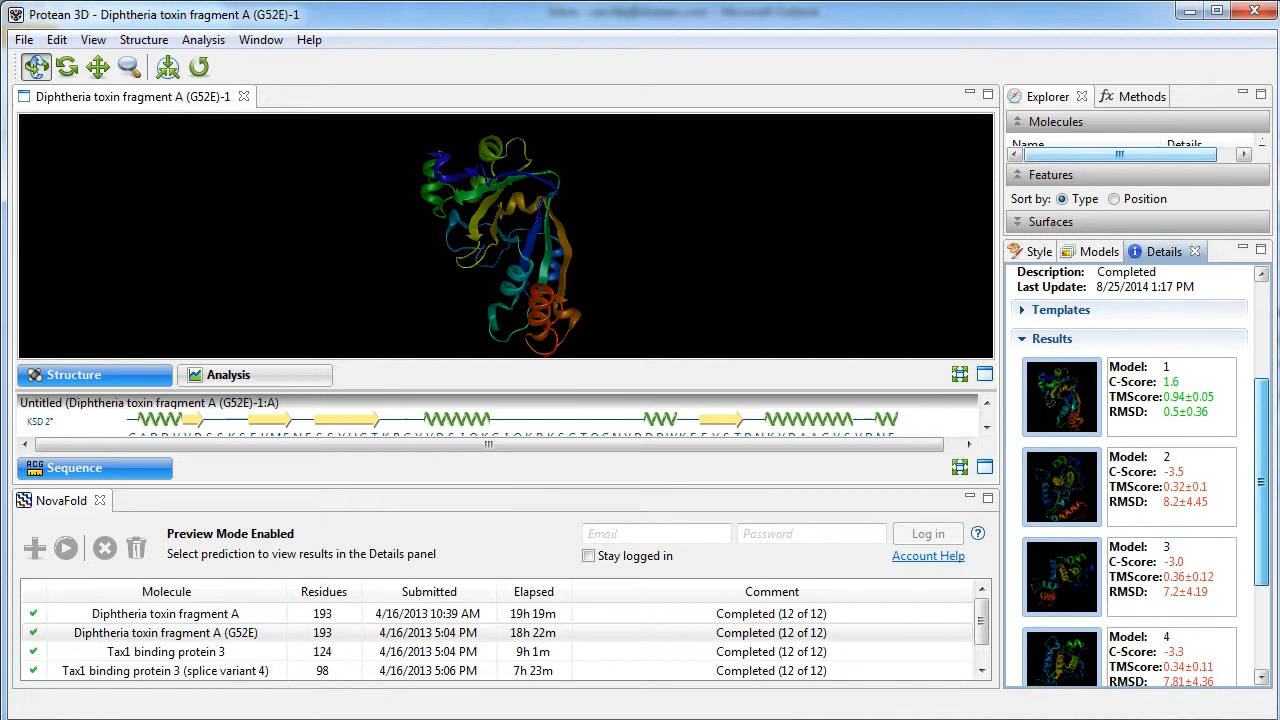 Protean 3D - Diphtheria toxin fragment A (G52E)-1
File Edit View Structure Analysis Window Help
Diphtheria toxin fragment A (G52E)-1
Structure Analysis
Untitled (Diphtheria toxin fragment A (G52E)-1:A)
KSD 2°
ACG Sequence
NovaFold
Preview Mode Enabled
Select prediction to view results in the Details panel
Email Password Log in
Stay logged in Account Help
Molecule Residues Submitted Elapsed Comment
Diphtheria toxin fragment A 193 4/16/2013 10:39 AM 19h 19m Completed (12 of 12)
Diphtheria toxin fragment A (G52E) 193 4/16/2013 5:04 PM 18h 22m Completed (12 of 12)
Tax1 binding protein 3 124 4/16/2013 5:04 PM 9h 1m Completed (12 of 12)
Tax1 binding protein 3 (splice variant 4) 98 4/16/2013 5:06 PM 7h 23m Completed (12 of 12)
Explorer fx Methods
Molecules
Name Details
Features
Sort by: Type Position
Surfaces
Style Models Details
Description: Completed
Last Update: 8/25/2014 1:17 PM
Templates
Results
Model: 1
C-Score: 1.6
TMScore: 0.94±0.05
RMSD: 0.5±0.36
Model: 2
C-Score: -3.5
TMScore: 0.32±0.1
RMSD: 8.2±4.45
Model: 3
C-Score: -3.0
TMScore: 0.36±0.12
RMSD: 7.2±4.19
Model: 4
C-Score: -3.3
TMScore: 0.34±0.11
RMSD: 7.81±4.36